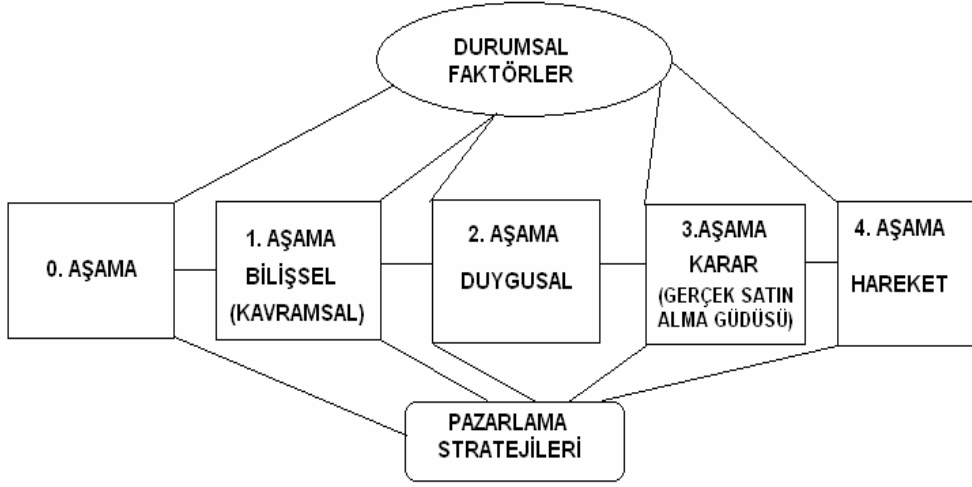 DURUMSAL
FAKTÖRLER
0. AŞAMA
1. AŞAMA
BİLİŞSEL
(KAVRAMSAL)
2. AŞAMA
DUYGUSAL
3.AŞAMA
KARAR
(GERÇEK SATIN
ALMA GÜDÜSÜ)
4. AŞAMA
HAREKET
PAZARLAMA
STRATEJİLERİ